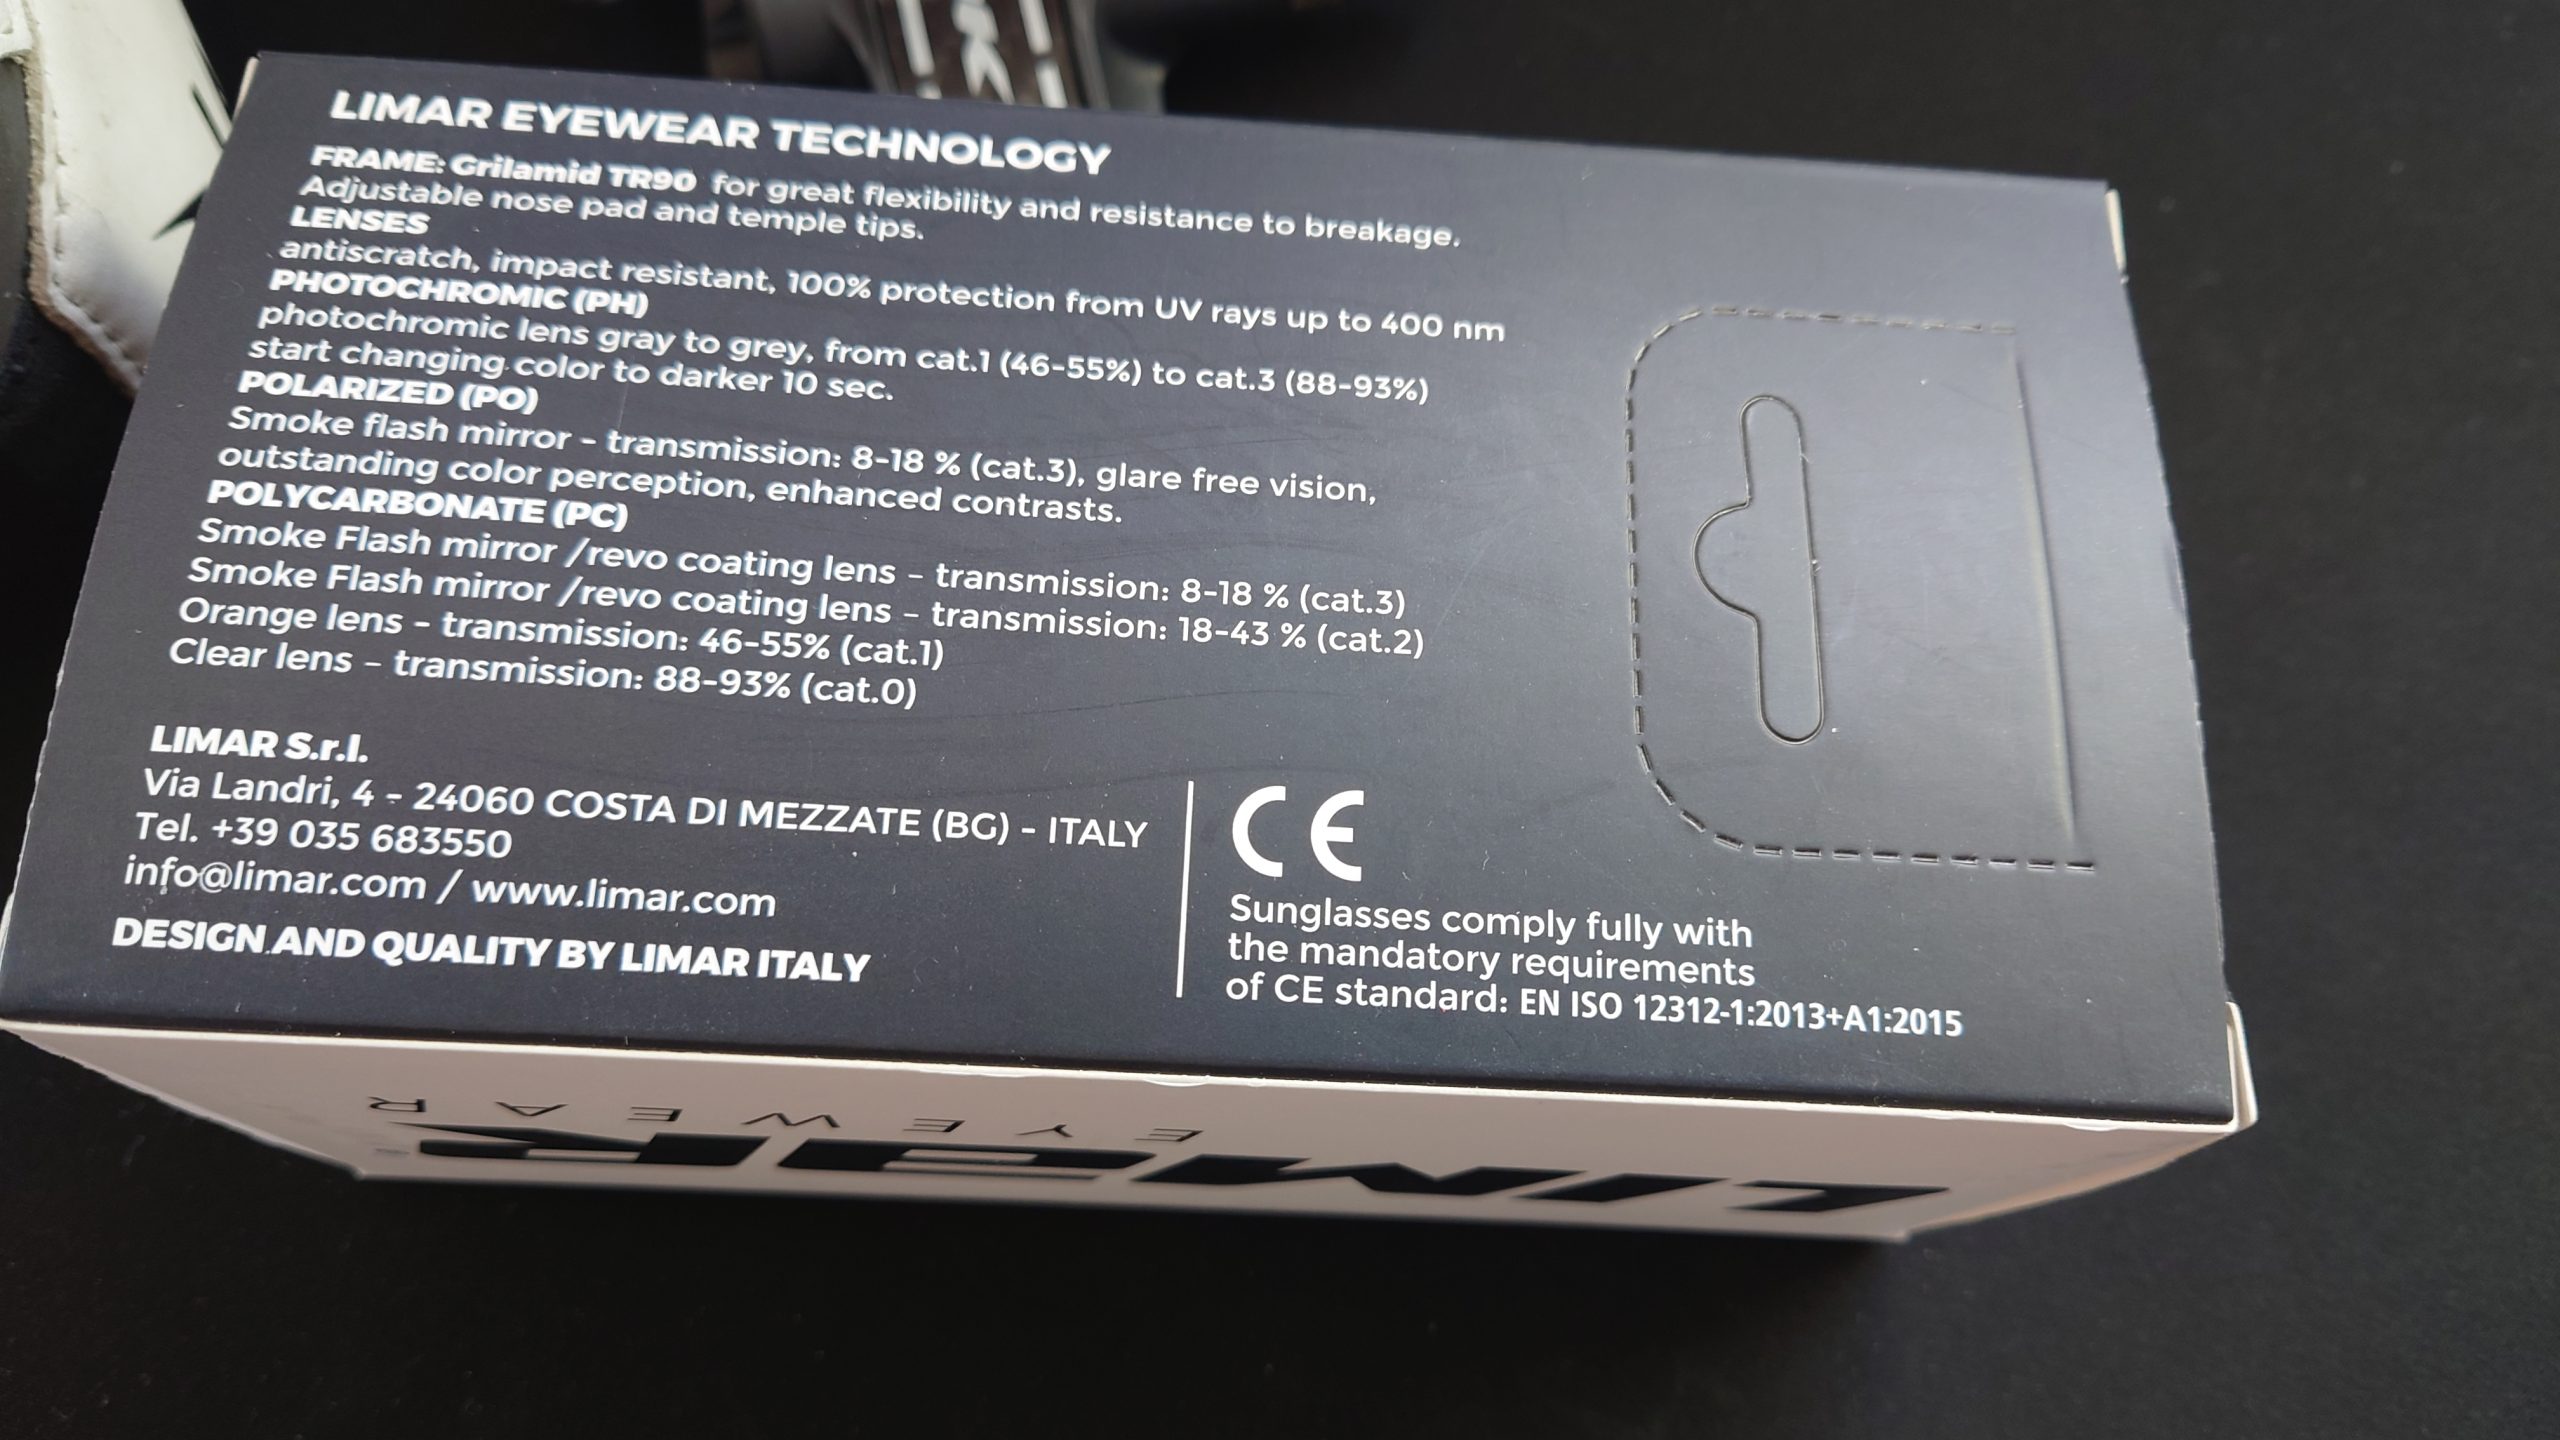 LIMAR EYEWEAR TECHNOLOGY
FRAME: Grilamid TR90 for great flexibility and resistance to breakage.
Adjustable nose pad and temple tips.
LENSES
antiscratch, impact resistant, 100% protection from UV rays up to 400 nm
PHOTOCHROMIC (PH)
photochromic lens gray to grey, from cat.1 (46-55%) to cat.3 (88-93%)
start changing color to darker 10 sec.
POLARIZED (PO)
Smoke flash mirror - transmission: 8-18 % (cat.3), glare free vision,
outstanding color perception, enhanced contrasts.
POLYCARBONATE (PC)
Smoke Flash mirror /revo coating lens - transmission: 8-18 % (cat.3)
Smoke Flash mirror /revo coating lens - transmission: 18-43 % (cat.2)
Orange lens - transmission: 46-55% (cat.1)
Clear lens - transmission: 88-93% (cat.0)
LIMAR S.r.l.
Via Landri, 4 - 24060 COSTA DI MEZZATE (BG) - ITALY
Tel. +39 035 683550
info@limar.com / www.limar.com
DESIGN AND QUALITY BY LIMAR ITALY
CE
Sunglasses comply fully with
the mandatory requirements
of CE standard: EN ISO 12312-1:2013+A1:2015
LIMAR
EYEWEAR